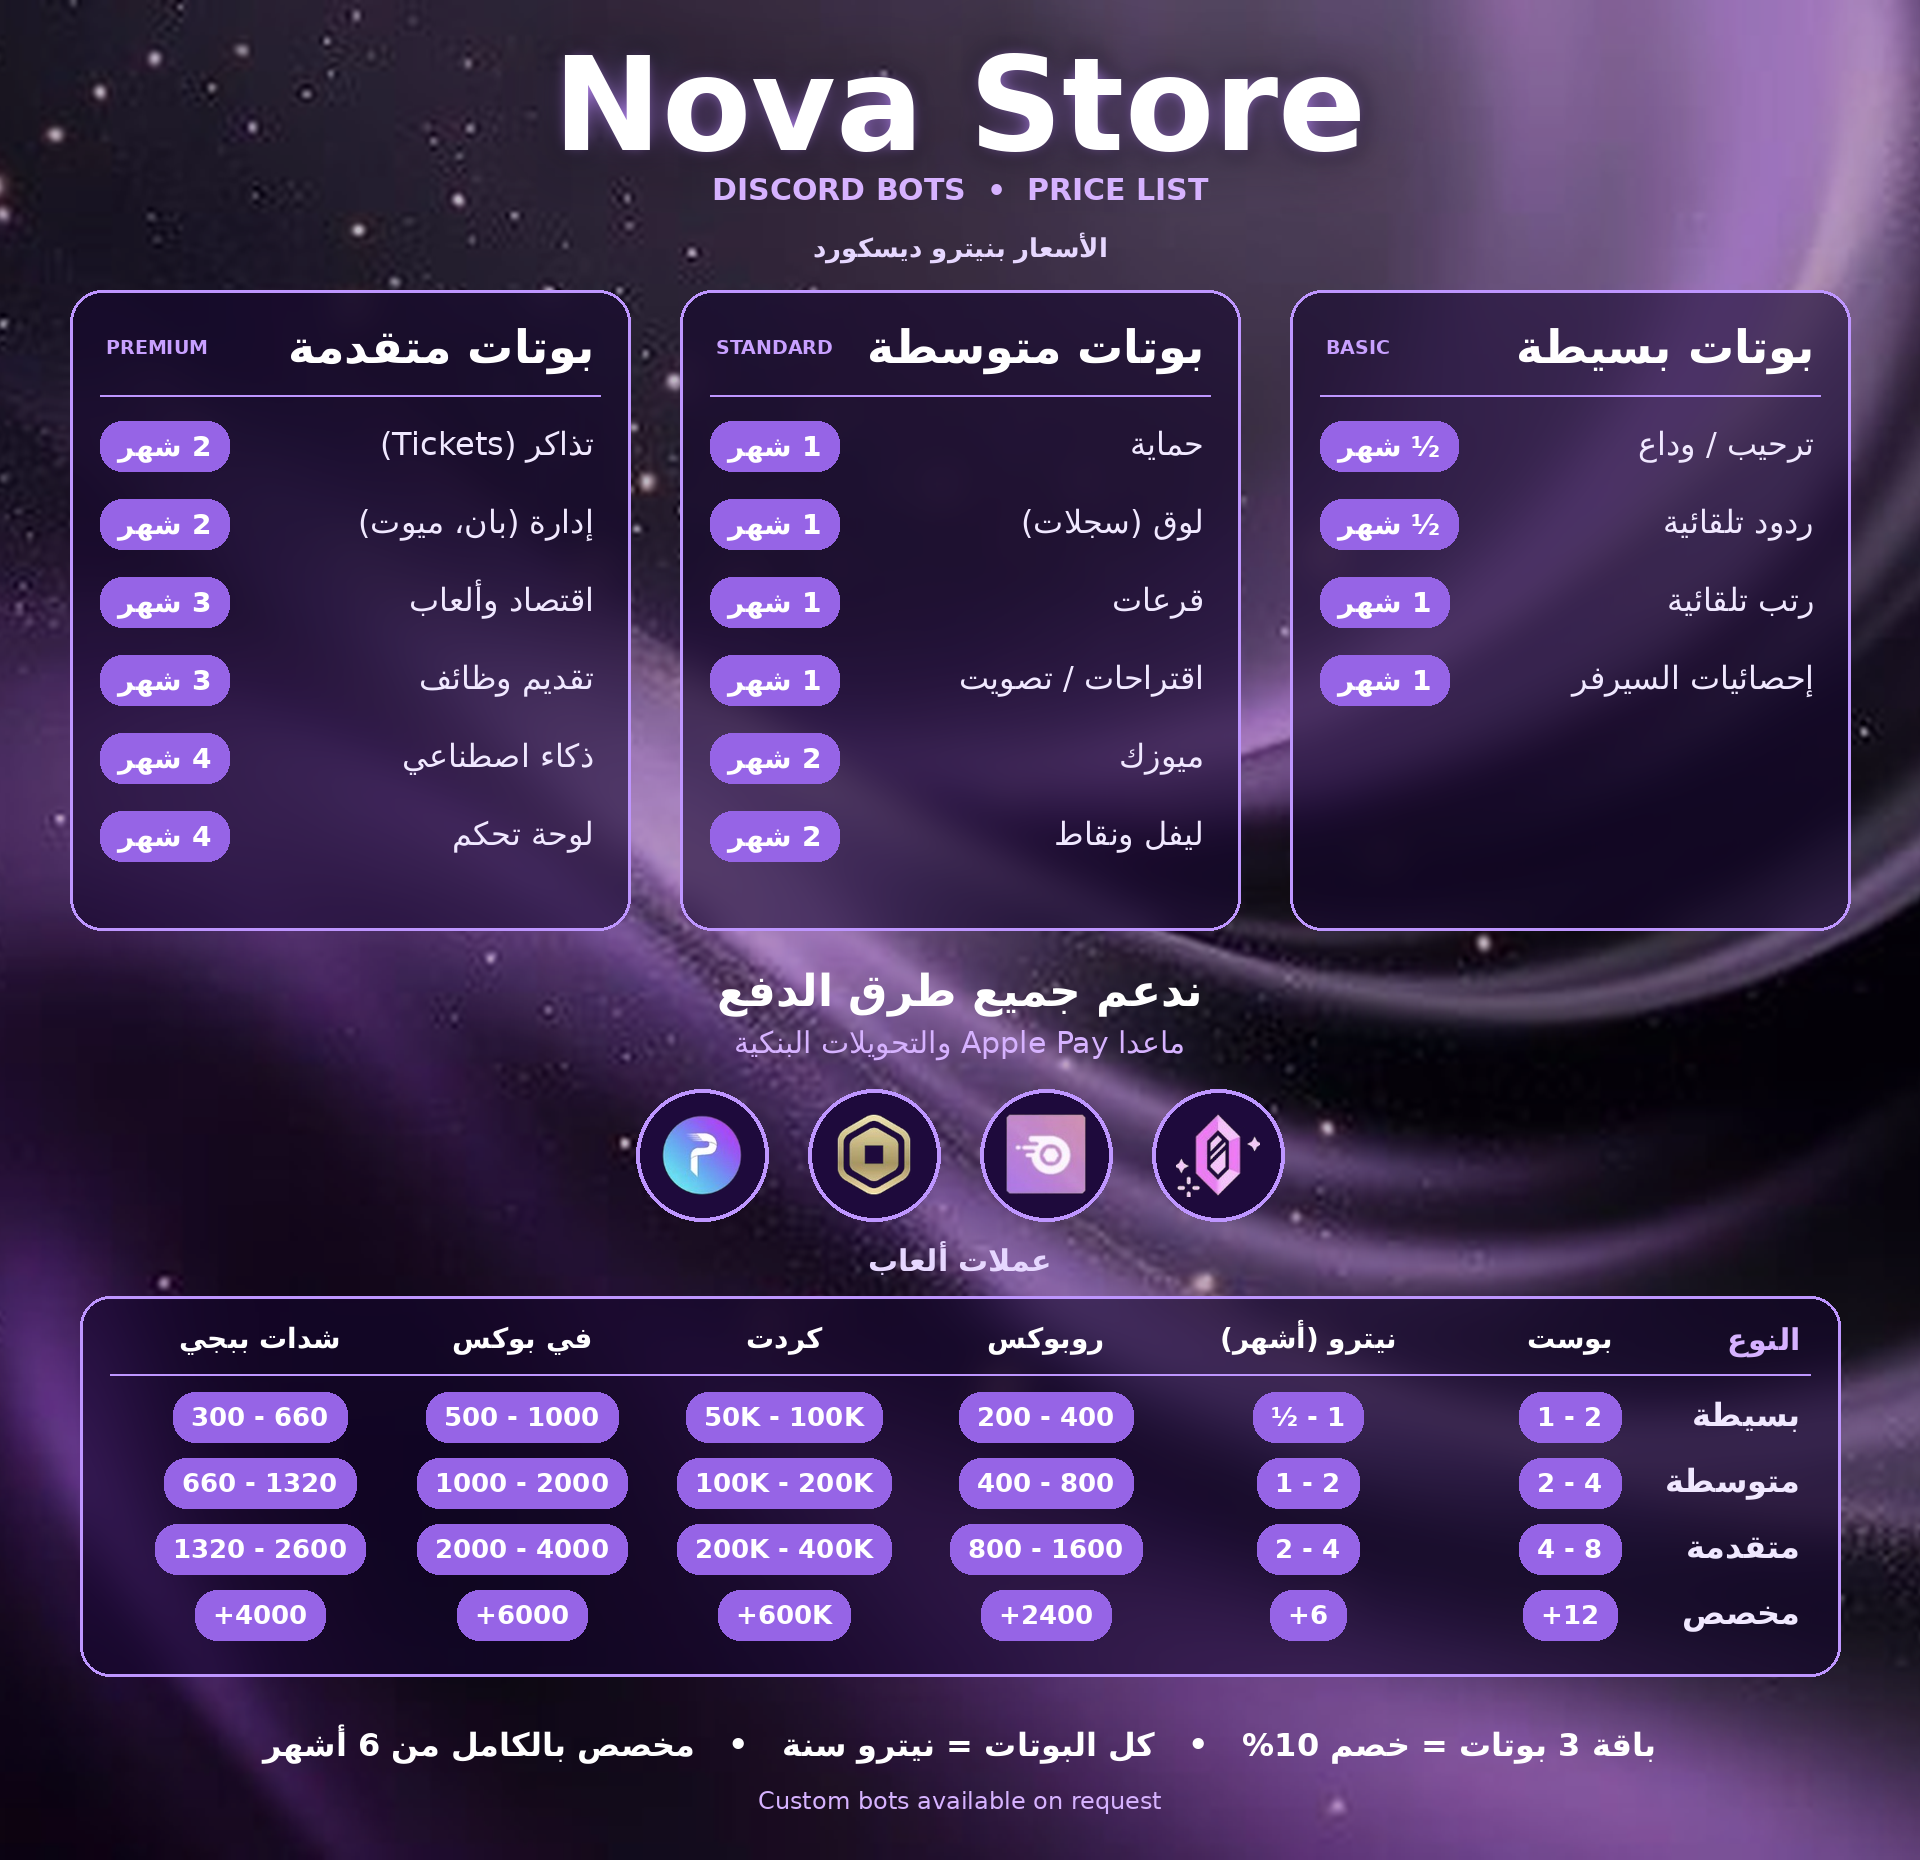 Nova Store
DISCORD BOTS • PRICE LIST
الأسعار بنيترو ديسكورد
بوتات بسيطة BASIC
ترحيب / وداع ½ شهر
ردود تلقائية ½ شهر
رتب تلقائية 1 شهر
إحصائيات السيرفر 1 شهر
بوتات متوسطة STANDARD
حماية 1 شهر
لوق (سجلات) 1 شهر
قرعات 1 شهر
اقتراحات / تصويت 1 شهر
ميوزك 2 شهر
ليفل ونقاط 2 شهر
بوتات متقدمة PREMIUM
تذاكر (Tickets) 2 شهر
إدارة (بان، ميوت) 2 شهر
اقتصاد وألعاب 3 شهر
تقديم وظائف 3 شهر
ذكاء اصطناعي 4 شهر
لوحة تحكم 4 شهر
ندعم جميع طرق الدفع
ماعدا Apple Pay والتحويلات البنكية
عملات ألعاب
النوع بوست نيترو (أشهر) روبوكس كردت في بوكس شدات ببجي
بسيطة 1 - 2 ½ - 1 200 - 400 50K - 100K 500 - 1000 300 - 660
متوسطة 2 - 4 1 - 2 400 - 800 100K - 200K 1000 - 2000 660 - 1320
متقدمة 4 - 8 2 - 4 800 - 1600 200K - 400K 2000 - 4000 1320 - 2600
مخصص +12 +6 +2400 +600K +6000 +4000
باقة 3 بوتات = خصم 10% • كل البوتات = نيترو سنة • مخصص بالكامل من 6 أشهر
Custom bots available on request